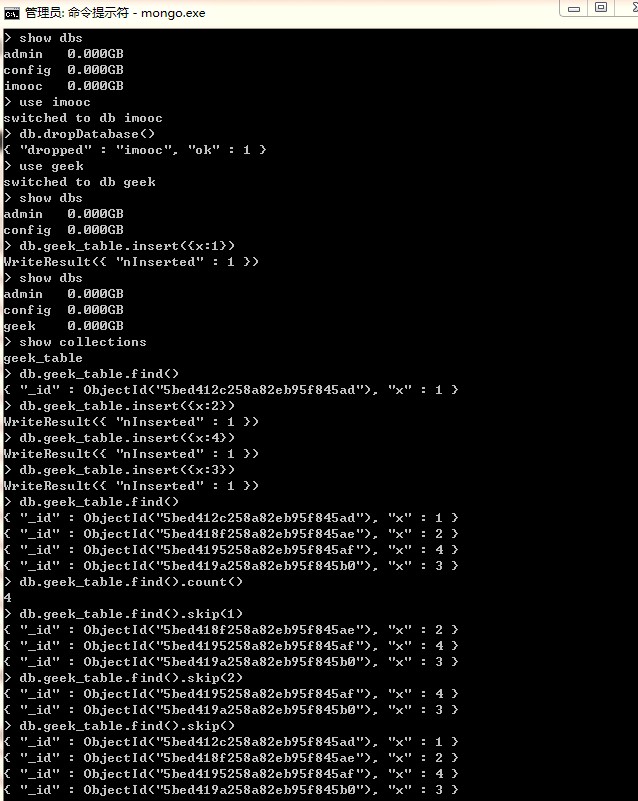 管理员: 命令提示符 - mongo.exe
> show dbs
admin   0.000GB
config  0.000GB
imooc   0.000GB
> use imooc
switched to db imooc
> db.dropDatabase()
{ "dropped" : "imooc", "ok" : 1 }
> use geek
switched to db geek
> show dbs
admin   0.000GB
config  0.000GB
> db.geek_table.insert({x:1})
WriteResult({ "nInserted" : 1 })
> show dbs
admin   0.000GB
config  0.000GB
geek    0.000GB
> show collections
geek_table
> db.geek_table.find()
{ "_id" : ObjectId("5bed412c258a82eb95f845ad"), "x" : 1 }
> db.geek_table.insert({x:2})
WriteResult({ "nInserted" : 1 })
> db.geek_table.insert({x:4})
WriteResult({ "nInserted" : 1 })
> db.geek_table.insert({x:3})
WriteResult({ "nInserted" : 1 })
> db.geek_table.find()
{ "_id" : ObjectId("5bed412c258a82eb95f845ad"), "x" : 1 }
{ "_id" : ObjectId("5bed418f258a82eb95f845ae"), "x" : 2 }
{ "_id" : ObjectId("5bed4195258a82eb95f845af"), "x" : 4 }
{ "_id" : ObjectId("5bed419a258a82eb95f845b0"), "x" : 3 }
> db.geek_table.find().count()
4
> db.geek_table.find().skip(1)
{ "_id" : ObjectId("5bed418f258a82eb95f845ae"), "x" : 2 }
{ "_id" : ObjectId("5bed4195258a82eb95f845af"), "x" : 4 }
{ "_id" : ObjectId("5bed419a258a82eb95f845b0"), "x" : 3 }
> db.geek_table.find().skip(2)
{ "_id" : ObjectId("5bed4195258a82eb95f845af"), "x" : 4 }
{ "_id" : ObjectId("5bed419a258a82eb95f845b0"), "x" : 3 }
> db.geek_table.find().skip()
{ "_id" : ObjectId("5bed412c258a82eb95f845ad"), "x" : 1 }
{ "_id" : ObjectId("5bed418f258a82eb95f845ae"), "x" : 2 }
{ "_id" : ObjectId("5bed4195258a82eb95f845af"), "x" : 4 }
{ "_id" : ObjectId("5bed419a258a82eb95f845b0"), "x" : 3 }